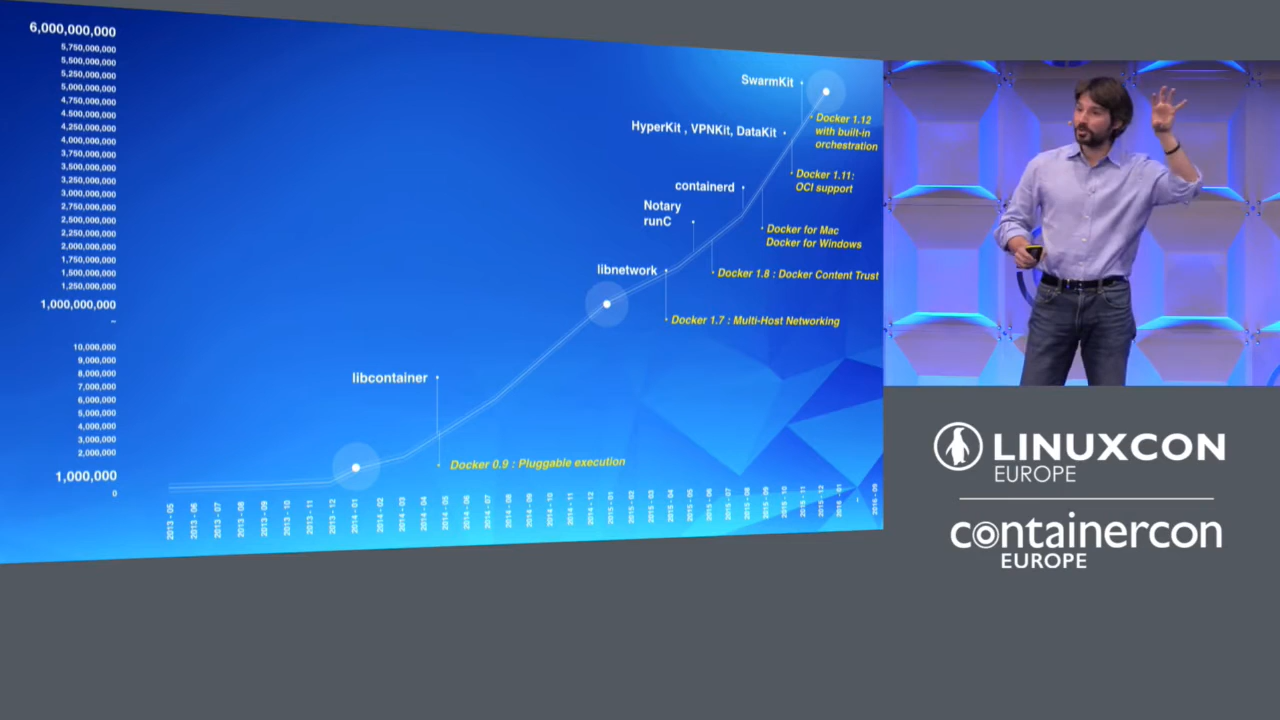 6,000,000,000
5,750,000,000
5,500,000,000
5,250,000,000
5,000,000,000
4,750,000,000
4,500,000,000
4,250,000,000
4,000,000,000
3,750,000,000
3,500,000,000
3,250,000,000
3,000,000,000
2,750,000,000
2,500,000,000
2,250,000,000
2,000,000,000
1,750,000,000
1,500,000,000
1,250,000,000
1,000,000,000
~
10,000,000
9,000,000
8,000,000
7,000,000
6,000,000
5,000,000
4,000,000
3,000,000
2,000,000
1,000,000
0
SwarmKit
Docker 1.12
with built-in
orchestration
HyperKit , VPNKit, DataKit
Docker 1.11:
OCI support
containerd
Notary
runC
Docker for Mac
Docker for Windows
libnetwork
Docker 1.8 : Docker Content Trust
Docker 1.7 : Multi-Host Networking
libcontainer
Docker 0.9 : Pluggable execution
2013 - 05
2013 - 06
2013 - 07
2013 - 08
2013 - 09
2013 - 10
2013 - 11
2013 - 12
2014 - 01
2014 - 02
2014 - 03
2014 - 04
2014 - 05
2014 - 06
2014 - 07
2014 - 08
2014 - 09
2014 - 10
2014 - 11
2014 - 12
2015 - 01
2015 - 02
2015 - 03
2015 - 04
2015 - 05
2015 - 06
2015 - 07
2015 - 08
2015 - 09
2015 - 10
2015 - 11
2015 - 12
2016 - 01
~
2016 - 09
LINUXCON
EUROPE
containercon
EUROPE